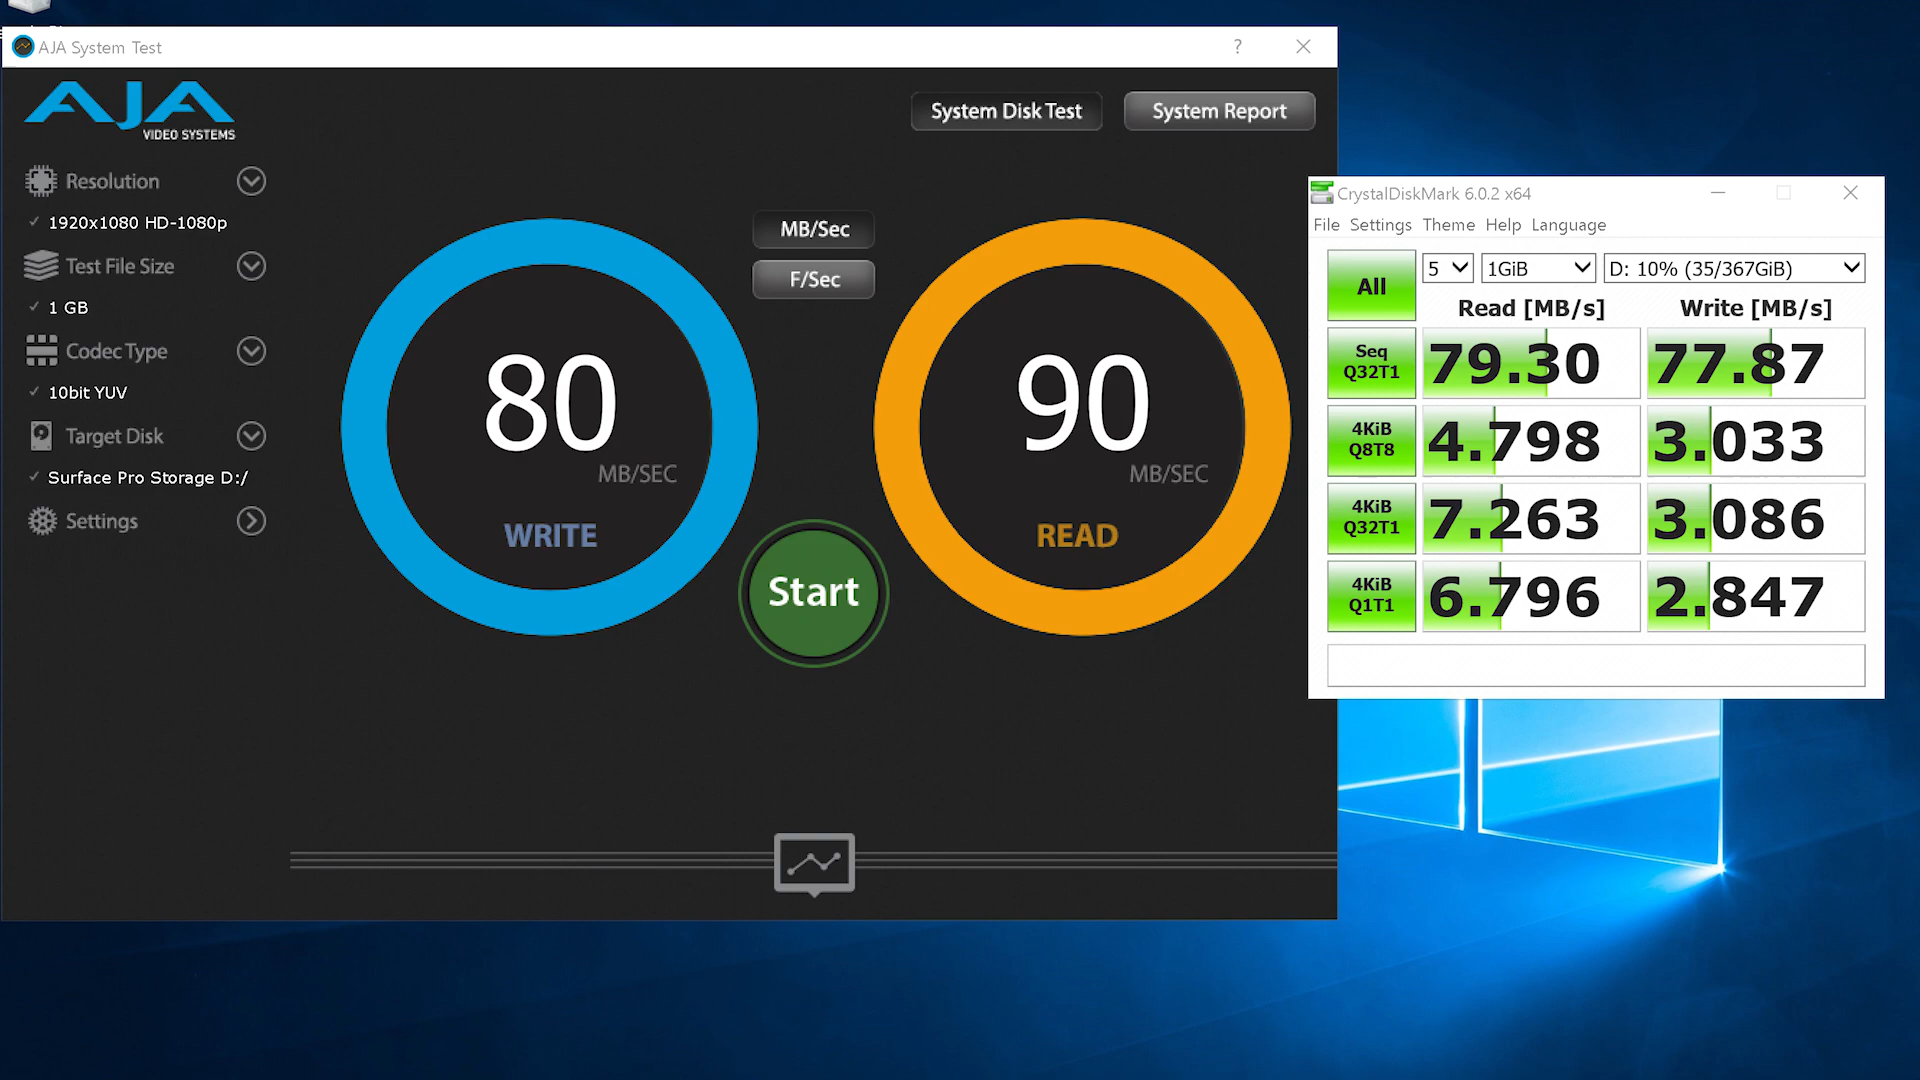 AJA System Test
?
AJA
VIDEO SYSTEMS
System Disk Test
System Report
Resolution
1920x1080 HD-1080p
Test File Size
1 GB
Codec Type
10bit YUV
Target Disk
Surface Pro Storage D:/
Settings
MB/Sec
F/Sec
80
MB/SEC
WRITE
90
MB/SEC
READ
Start
CrystalDiskMark 6.0.2 x64
File Settings Theme Help Language
All
5 1GiB D: 10% (35/367GiB)
Read [MB/s] Write [MB/s]
Seq
Q32T1
79.30 77.87
4KiB
Q8T8
4.798 3.033
4KiB
Q32T1
7.263 3.086
4KiB
Q1T1
6.796 2.847